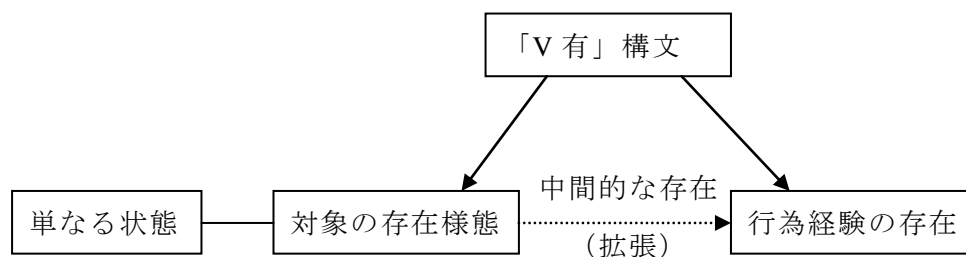 「V 有」構文
中間的な存在
単なる状態
対象の存在様態
行為経験の存在
（拡張）